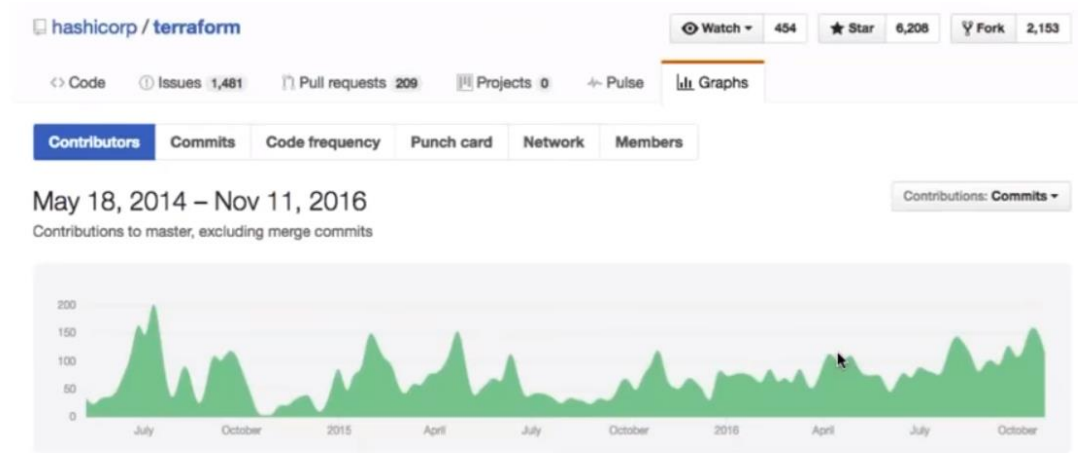 hashicorp / terraform
Watch 454 Star 6,208 Fork 2,153
Code Issues 1,481 Pull requests 209 Projects 0 Pulse Graphs
Contributors Commits Code frequency Punch card Network Members
May 18, 2014 – Nov 11, 2016
Contributions: Commits
Contributions to master, excluding merge commits
200
150
100
50
0
July October 2015 April July October 2016 April July October